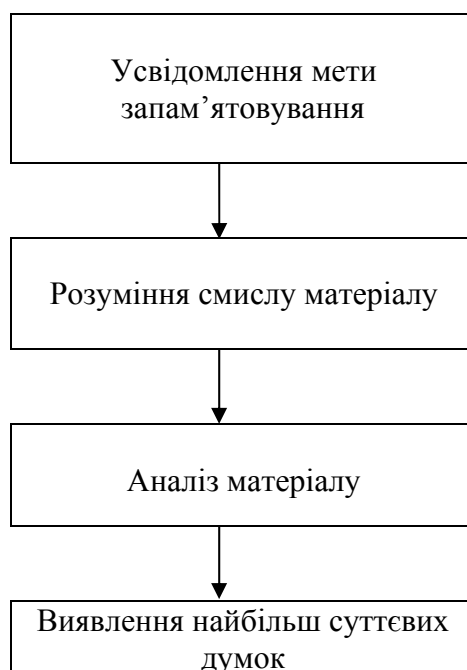 Усвідомлення мети
запам’ятовування
Розуміння смислу матеріалу
Аналіз матеріалу
Виявлення найбільш суттєвих
думок